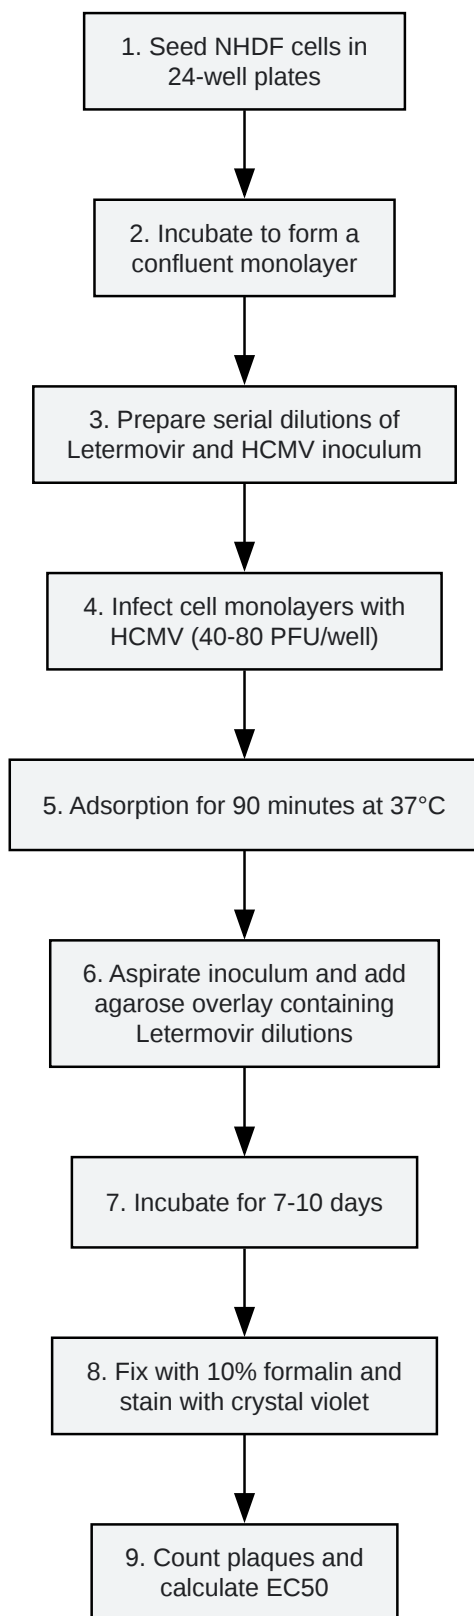 1. Seed NHDF cells in
24-well plates
2. Incubate to form a
confluent monolayer
3. Prepare serial dilutions of
Letermovir and HCMV inoculum
4. Infect cell monolayers with
HCMV (40-80 PFU/well)
5. Adsorption for 90 minutes at 37°C
6. Aspirate inoculum and add
agarose overlay containing
Letermovir dilutions
7. Incubate for 7-10 days
8. Fix with 10% formalin and
stain with crystal violet
9. Count plaques and
calculate EC50